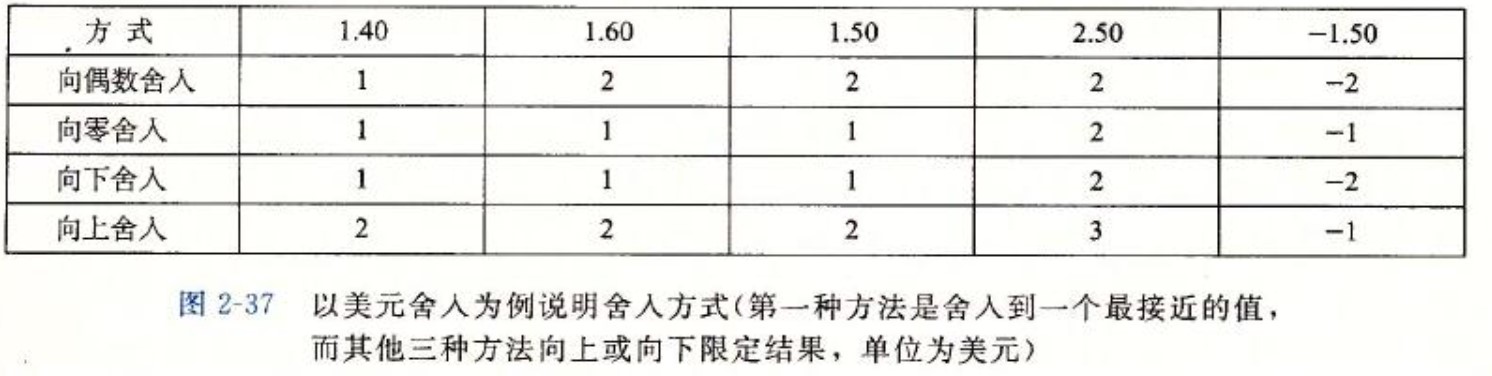 方 式 1.40 1.60 1.50 2.50 −1.50
向偶数舍入 1 2 2 2 −2
向零舍入 1 1 1 2 −1
向下舍入 1 1 1 2 −2
向上舍入 2 2 2 3 −1
图 2-37 以美元舍入为例说明舍入方式(第一种方法是舍入到一个最接近的值，
而其他三种方法向上或向下限定结果，单位为美元)